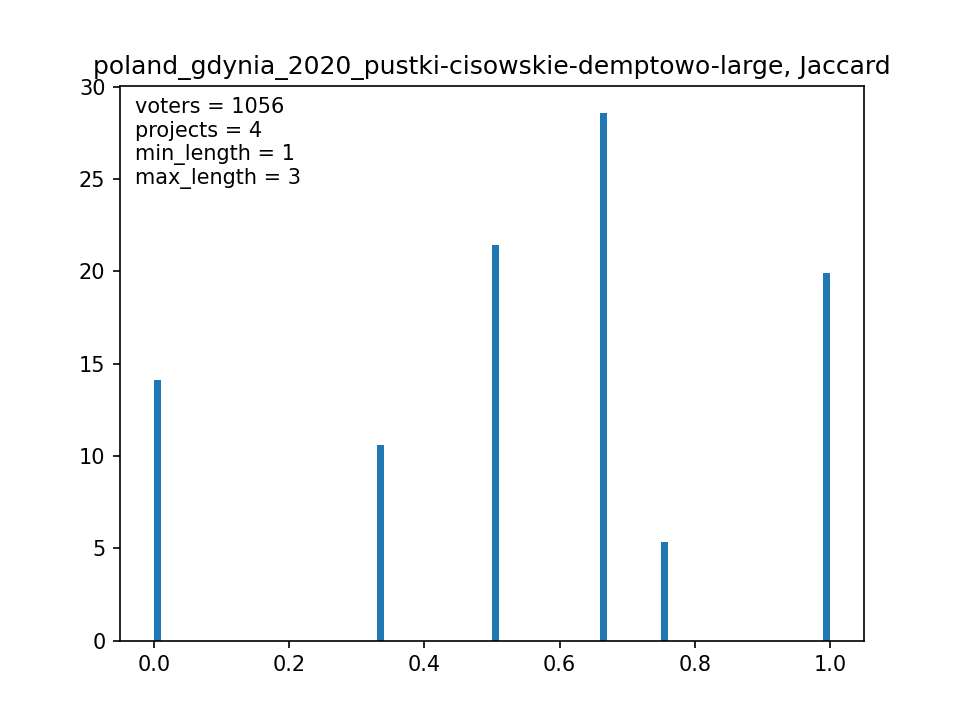 poland_gdynia_2020_pustki-cisowskie-demptowo-large, Jaccard
30
voters = 1056
projects = 4
min_length = 1
max_length = 3
25
20
15
10
5
0
0.0 0.2 0.4 0.6 0.8 1.0